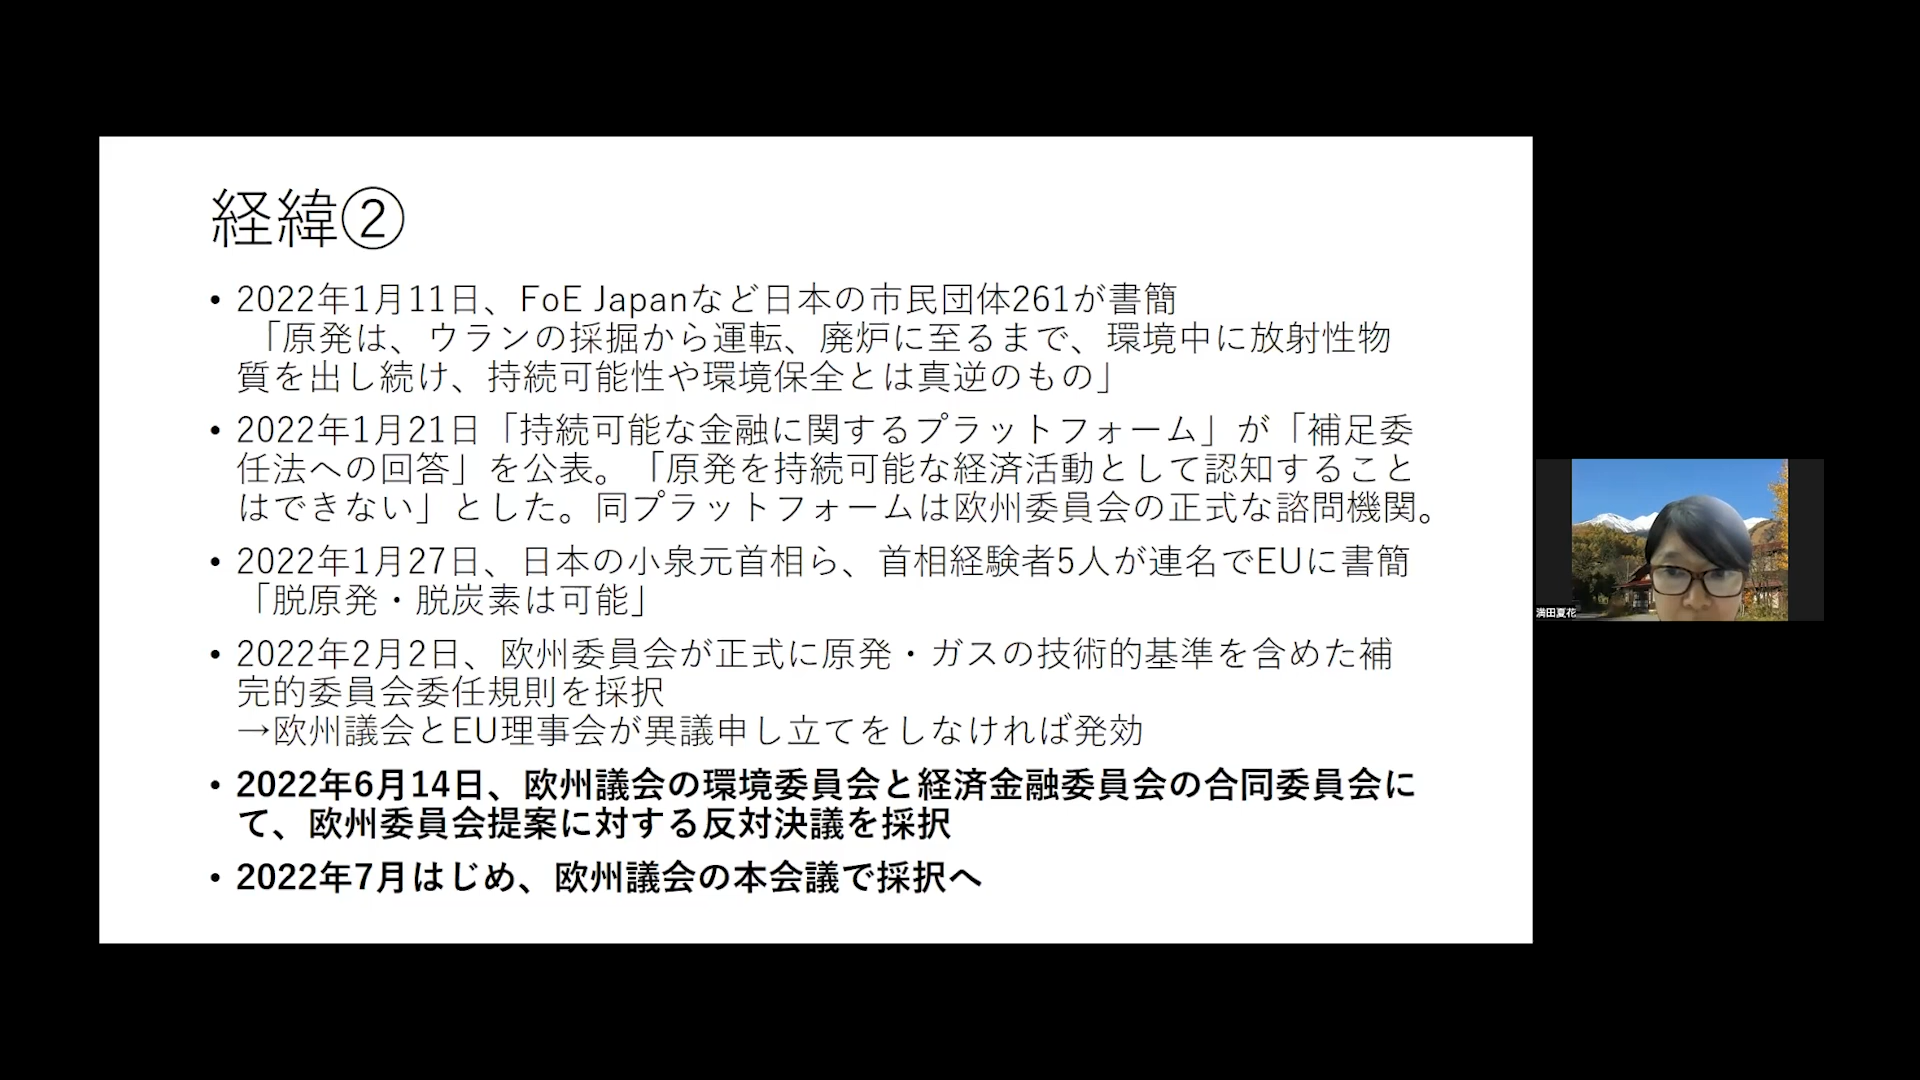 経緯②
• 2022年1月11日、FoE Japanなど日本の市民団体261が書簡
「原発は、ウランの採掘から運転、廃炉に至るまで、環境中に放射性物
質を出し続け、持続可能性や環境保全とは真逆のもの」
• 2022年1月21日「持続可能な金融に関するプラットフォーム」が「補足委
任法への回答」を公表。「原発を持続可能な経済活動として認知すること
はできない」とした。同プラットフォームは欧州委員会の正式な諮問機関。
• 2022年1月27日、日本の小泉元首相ら、首相経験者5人が連名でEUに書簡
「脱原発・脱炭素は可能」
• 2022年2月2日、欧州委員会が正式に原発・ガスの技術的基準を含めた補
完的委員会委任規則を採択
→欧州議会とEU理事会が異議申し立てをしなければ発効
• 2022年6月14日、欧州議会の環境委員会と経済金融委員会の合同委員会に
て、欧州委員会提案に対する反対決議を採択
• 2022年7月はじめ、欧州議会の本会議で採択へ
満田夏花